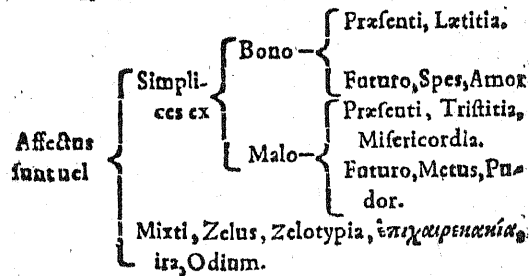 Præſenti, Lætitia.
Bono
Simpli-
ces ex
Futuro, Spes, Amor
Præſenti, Triſtitia,
Miſericordia.
Affectus
ſunt uel
Malo
Futuro, Metus, Pu-
dor.
Mixti, Zelus, Zelotypia, ἐπιχαιρεκακία,
ira, Odium.